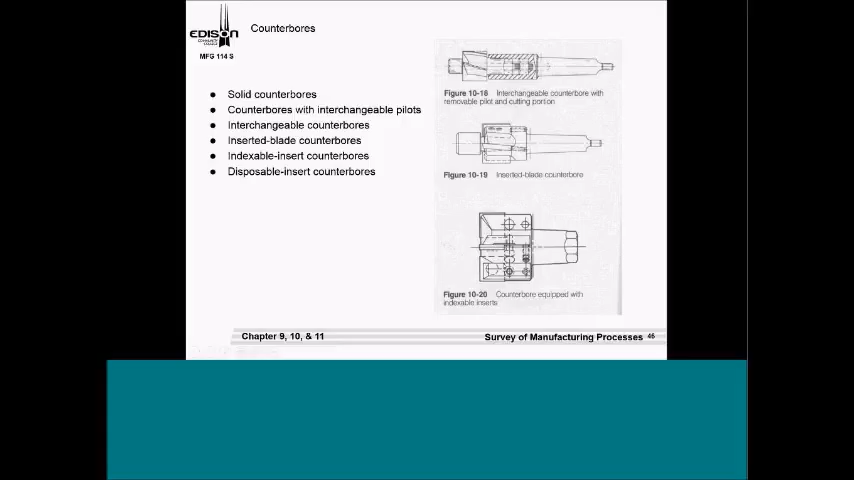 EDISON
COMMUNITY
COLLEGE
MFG 114 S
Counterbores
● Solid counterbores
● Counterbores with interchangeable pilots
● Interchangeable counterbores
● Inserted-blade counterbores
● Indexable-insert counterbores
● Disposable-insert counterbores
Figure 10-18 Interchangeable counterbore with
removable pilot and cutting portion
Figure 10-19 Inserted-blade counterbore
Figure 10-20 Counterbore equipped with
indexable inserts
Chapter 9, 10, & 11
Survey of Manufacturing Processes 46